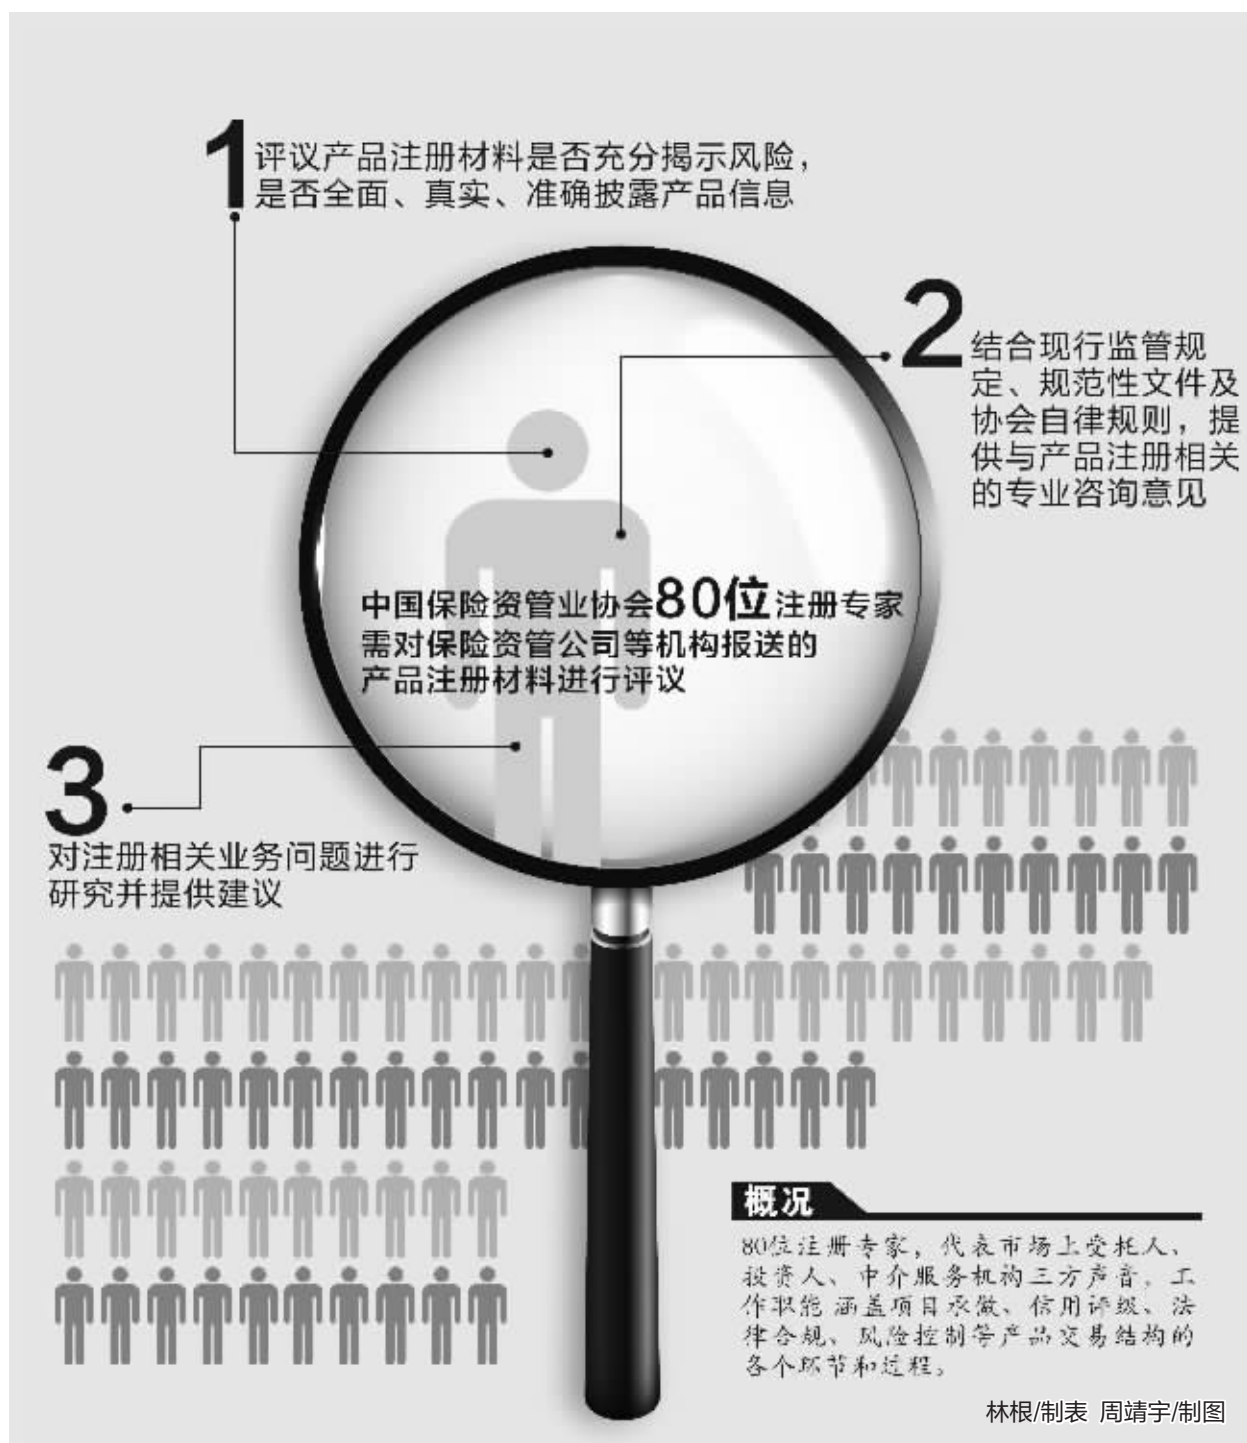 1
评议产品注册材料是否充分揭示风险，
是否全面、真实、准确披露产品信息
2
结合现行监管规
定、规范性文件及
协会自律规则，提
供与产品注册相关
的专业咨询意见
中国保险资管业协会80位注册专家
需对保险资管公司等机构报送的
产品注册材料进行评议
3
对注册相关业务问题进行
研究并提供建议
概况
80位注册专家，代表市场上受托人、
投资人、中介服务机构三方声音，工
作职能涵盖项目承做、信用评级、法
律合规、风险控制等产品交易结构的
各个环节和过程。
林根/制表 周靖宇/制图